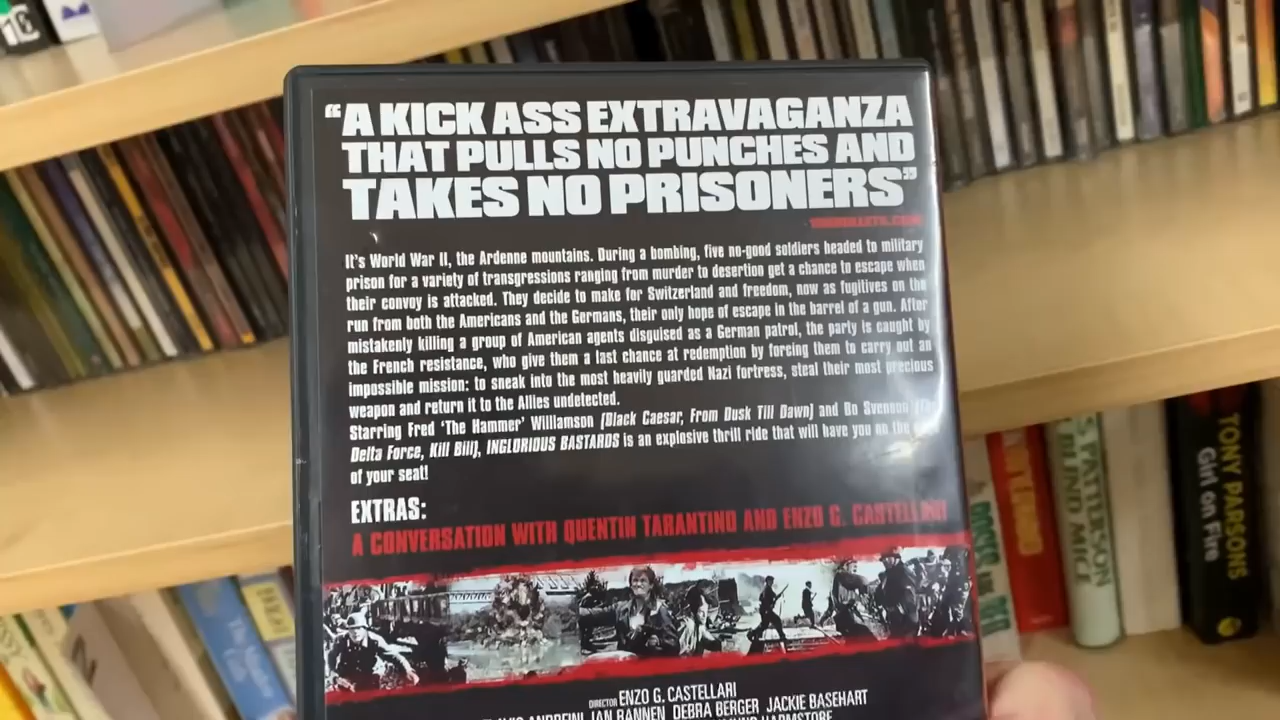 "A KICK ASS EXTRAVAGANZA
THAT PULLS NO PUNCHES AND
TAKES NO PRISONERS"
It's World War II, the Ardenne mountains. During a bombing, five no-good soldiers headed to military
prison for a variety of transgressions ranging from murder to desertion get a chance to escape when
their convoy is attacked. They decide to make for Switzerland and freedom, now as fugitives on the
run from both the Americans and the Germans, their only hope of escape in the barrel of a gun. After
mistakenly killing a group of American agents disguised as a German patrol, the party is caught by
the French resistance, who give them a last chance at redemption by forcing them to carry out an
impossible mission: to sneak into the most heavily guarded Nazi fortress, steal their most precious
weapon and return it to the Allies undetected.
Starring Fred 'The Hammer' Williamson (Black Caesar, From Dusk Till Dawn) and Bo Svenson (The
Delta Force, Kill Bill), INGLORIOUS BASTARDS is an explosive thrill ride that will have you on the
of your seat!
EXTRAS:
A CONVERSATION WITH QUENTIN TARANTINO AND ENZO G. CASTELLARI
DIRECTOR ENZO G. CASTELLARI
IAN BANNEN DEBRA BERGER JACKIE BASEHART
TONY PARSONS
Girl on Fire